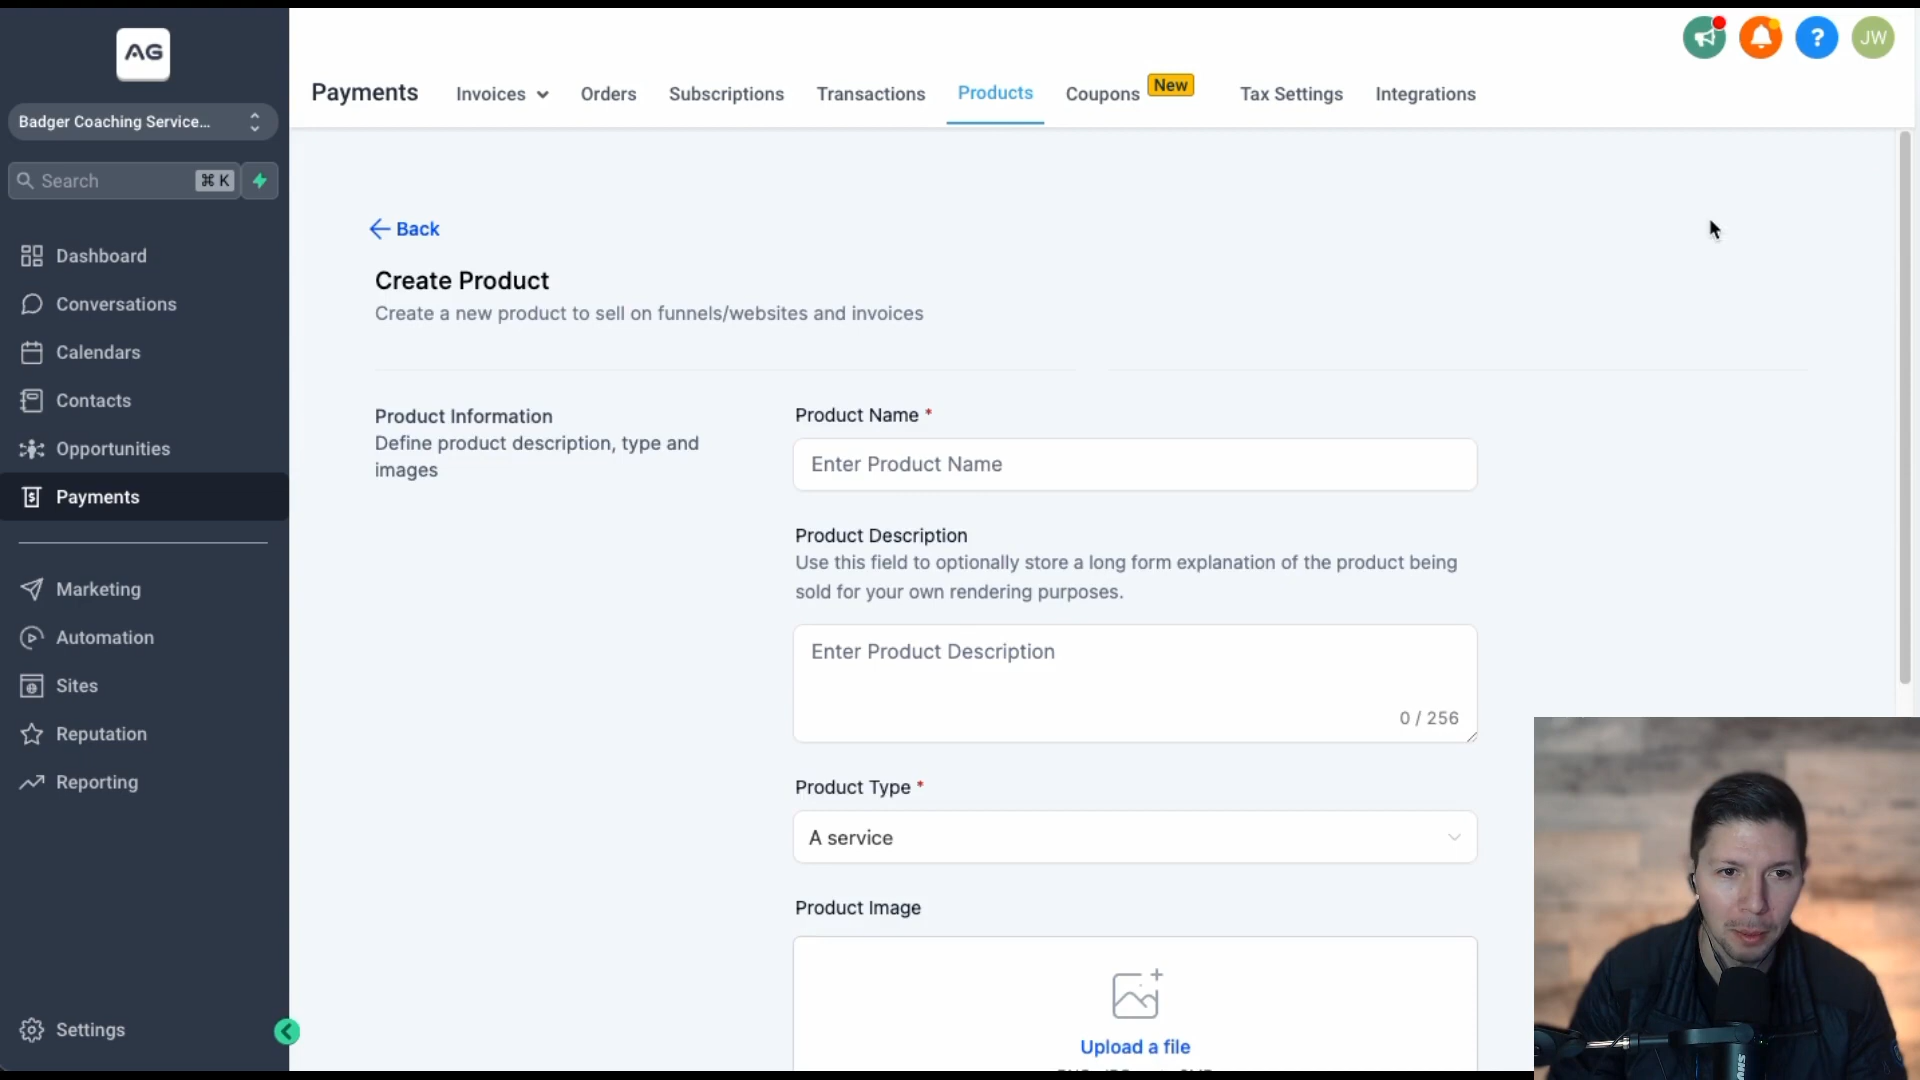 AG
Badger Coaching Service...
Search
⌘ K
Dashboard
Conversations
Calendars
Contacts
Opportunities
Payments
Marketing
Automation
Sites
Reputation
Reporting
Settings
?
JW
Payments
Invoices
Orders
Subscriptions
Transactions
Products
Coupons
New
Tax Settings
Integrations
Back
Create Product
Create a new product to sell on funnels/websites and invoices
Product Information
Define product description, type and
images
Product Name *
Enter Product Name
Product Description
Use this field to optionally store a long form explanation of the product being
sold for your own rendering purposes.
Enter Product Description
0 / 256
Product Type *
A service
Product Image
Upload a file